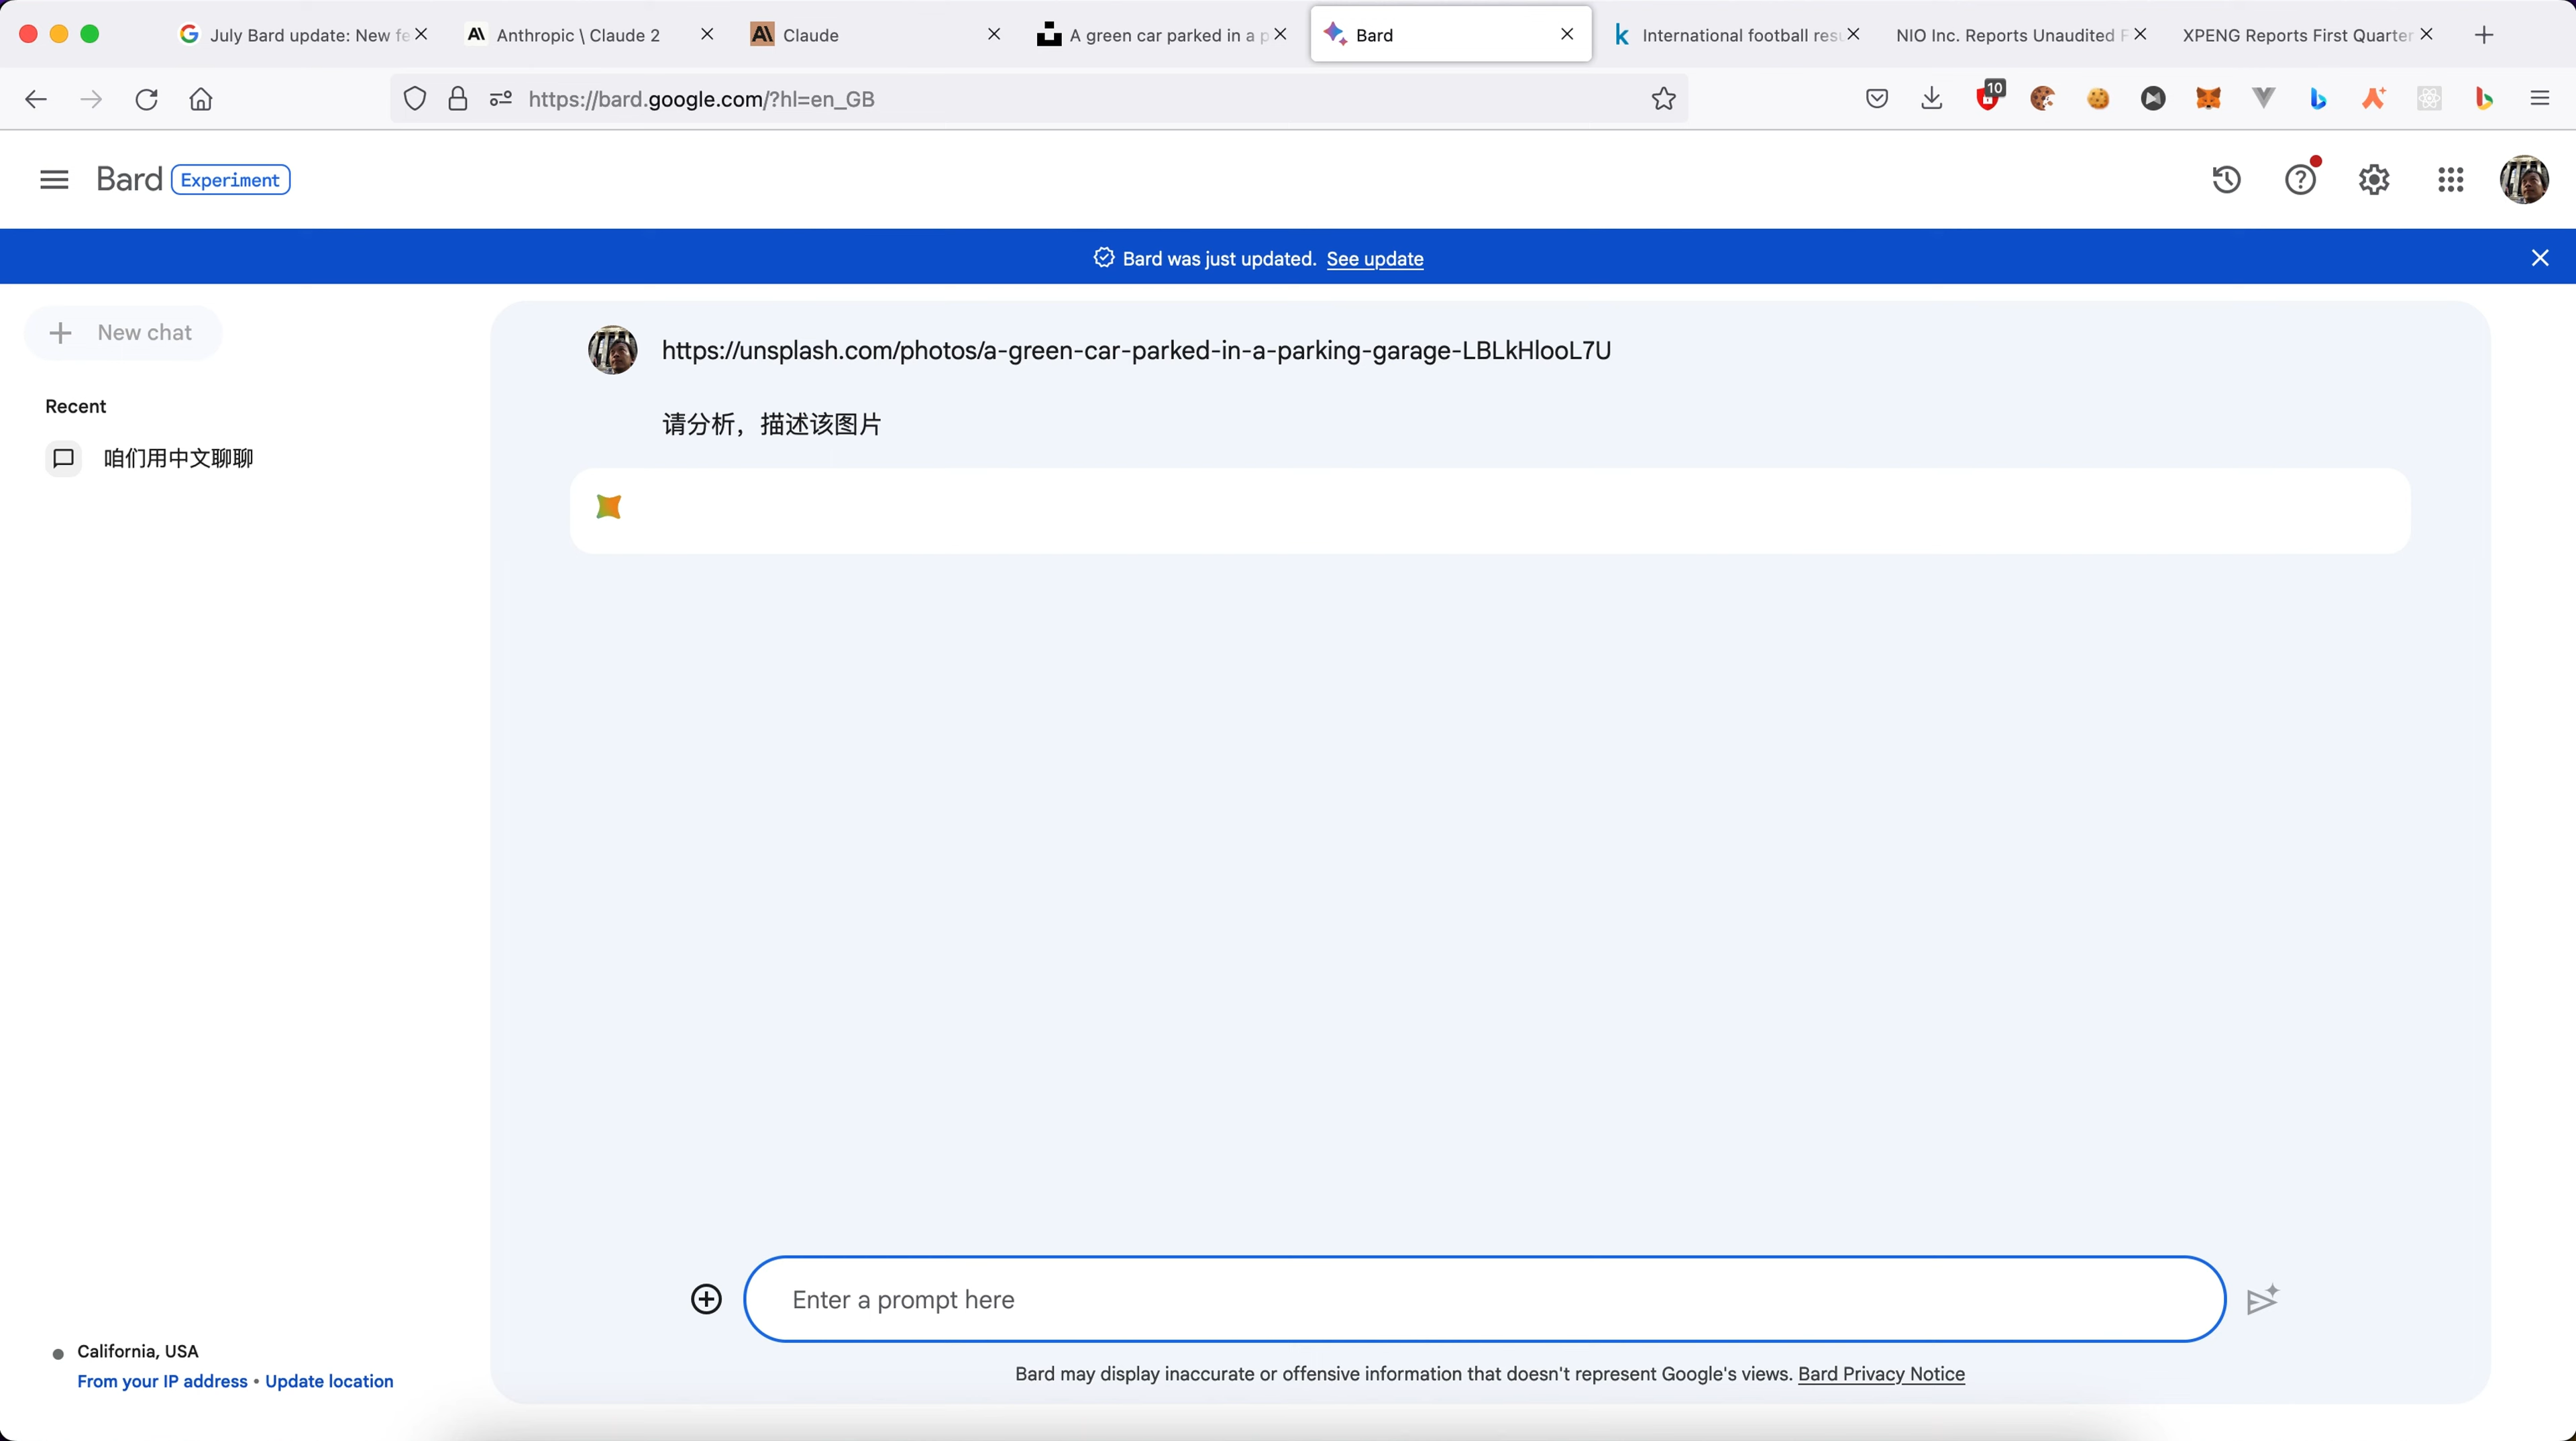 July Bard update: New fe
Anthropic \ Claude 2
Claude
A green car parked in a p
Bard
International football resu
NIO Inc. Reports Unaudited F
XPENG Reports First Quarter
https://bard.google.com/?hl=en_GB
10
Bard Experiment
Bard was just updated. See update
New chat
Recent
咱们用中文聊聊
https://unsplash.com/photos/a-green-car-parked-in-a-parking-garage-LBLkHlooL7U
请分析，描述该图片
Enter a prompt here
California, USA
From your IP address • Update location
Bard may display inaccurate or offensive information that doesn't represent Google's views. Bard Privacy Notice